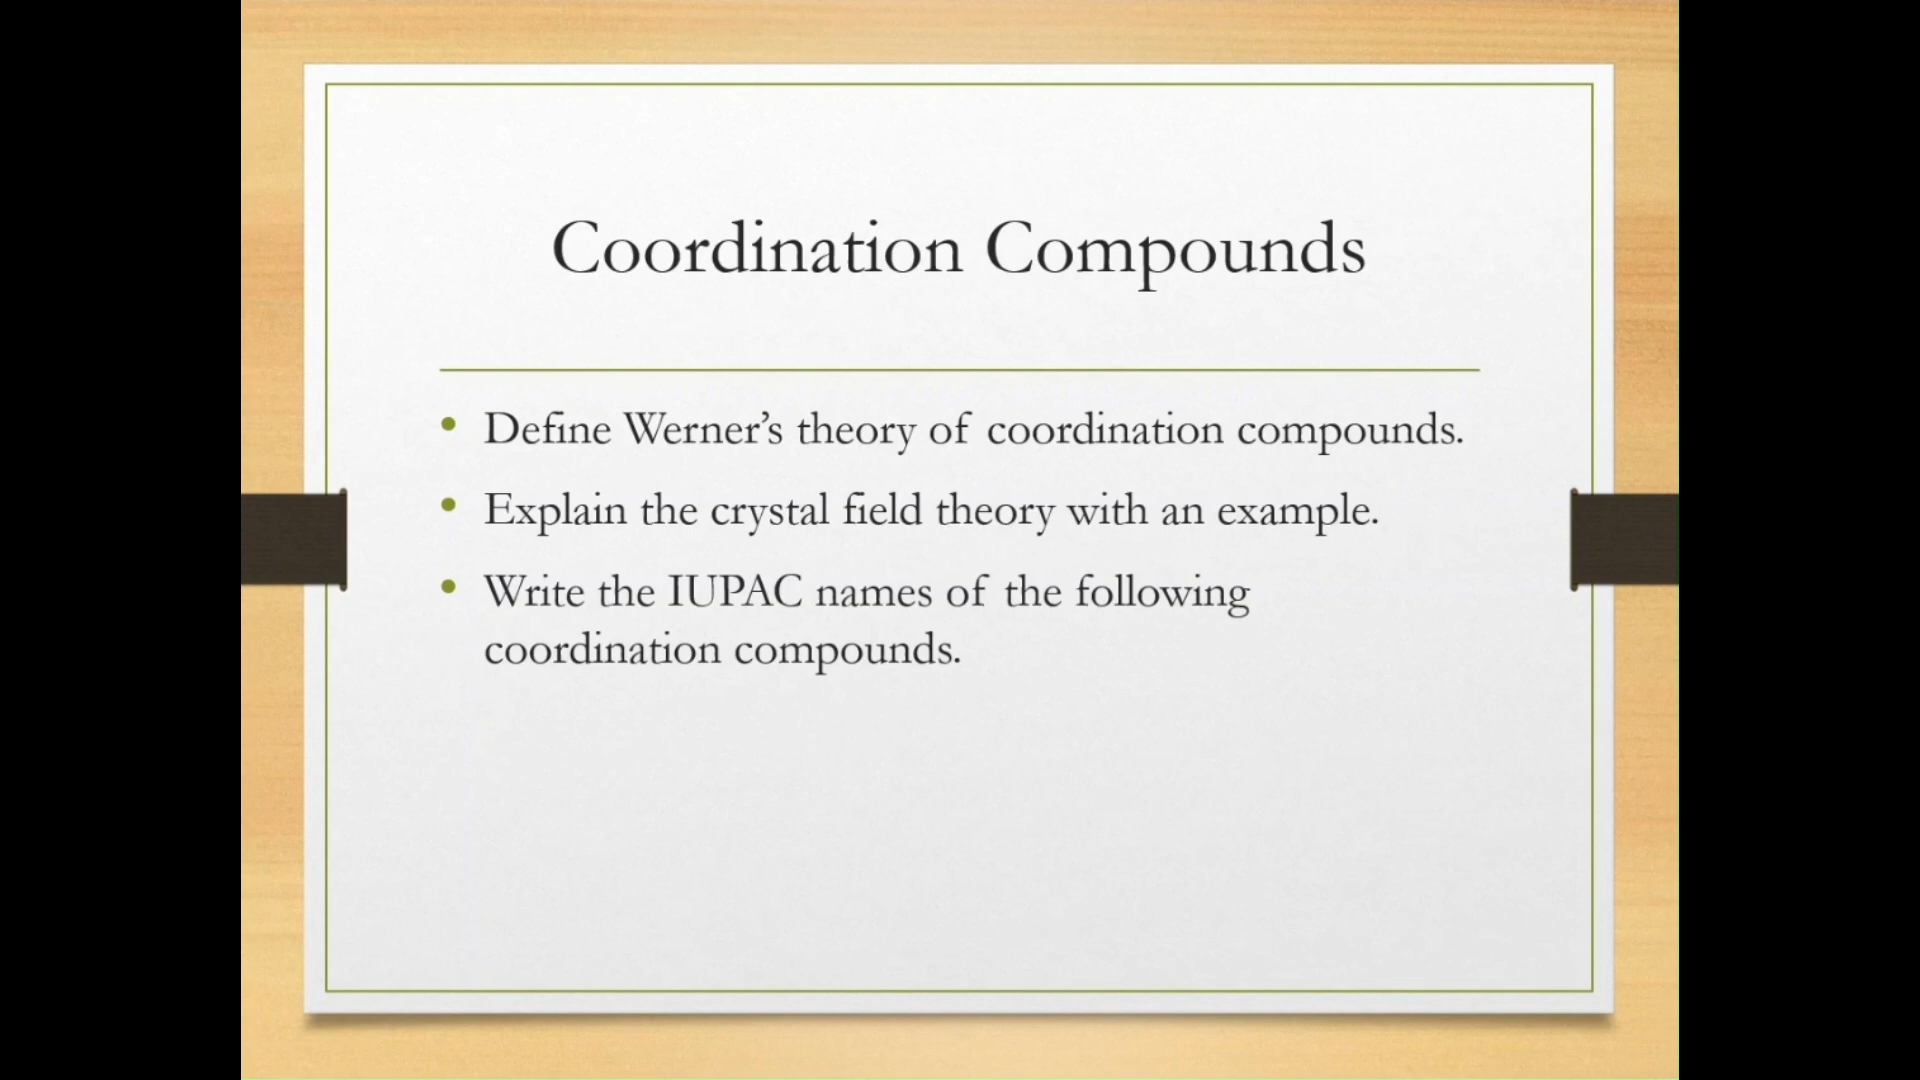 Coordination Compounds
• Define Werner’s theory of coordination compounds.
• Explain the crystal field theory with an example.
• Write the IUPAC names of the following
coordination compounds.